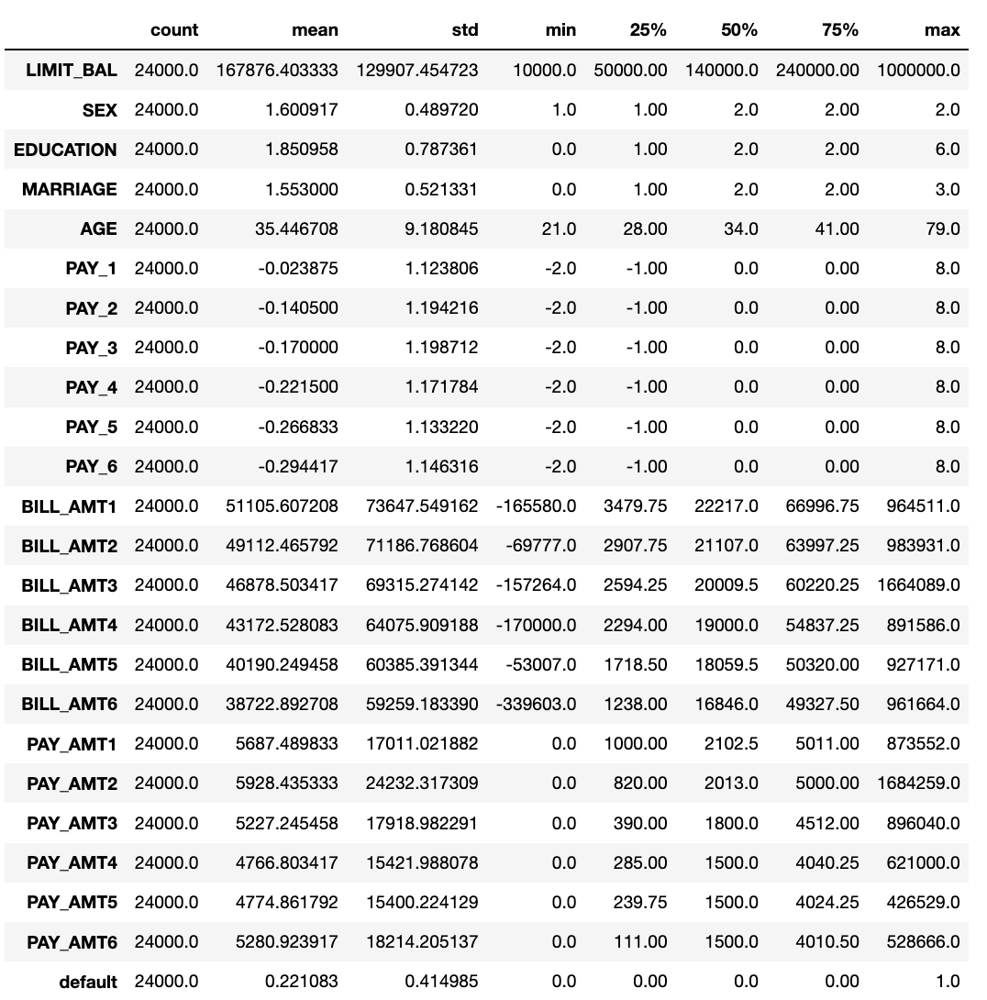 count mean std min 25% 50% 75% max
LIMIT_BAL 24000.0 167876.403333 129907.454723 10000.0 50000.00 140000.0 240000.00 1000000.0
SEX 24000.0 1.600917 0.489720 1.0 1.00 2.0 2.00 2.0
EDUCATION 24000.0 1.850958 0.787361 0.0 1.00 2.0 2.00 6.0
MARRIAGE 24000.0 1.553000 0.521331 0.0 1.00 2.0 2.00 3.0
AGE 24000.0 35.446708 9.180845 21.0 28.00 34.0 41.00 79.0
PAY_1 24000.0 -0.023875 1.123806 -2.0 -1.00 0.0 0.00 8.0
PAY_2 24000.0 -0.140500 1.194216 -2.0 -1.00 0.0 0.00 8.0
PAY_3 24000.0 -0.170000 1.198712 -2.0 -1.00 0.0 0.00 8.0
PAY_4 24000.0 -0.221500 1.171784 -2.0 -1.00 0.0 0.00 8.0
PAY_5 24000.0 -0.266833 1.133220 -2.0 -1.00 0.0 0.00 8.0
PAY_6 24000.0 -0.294417 1.146316 -2.0 -1.00 0.0 0.00 8.0
BILL_AMT1 24000.0 51105.607208 73647.549162 -165580.0 3479.75 22217.0 66996.75 964511.0
BILL_AMT2 24000.0 49112.465792 71186.768604 -69777.0 2907.75 21107.0 63997.25 983931.0
BILL_AMT3 24000.0 46878.503417 69315.274142 -157264.0 2594.25 20009.5 60220.25 1664089.0
BILL_AMT4 24000.0 43172.528083 64075.909188 -170000.0 2294.00 19000.0 54837.25 891586.0
BILL_AMT5 24000.0 40190.249458 60385.391344 -53007.0 1718.50 18059.5 50320.00 927171.0
BILL_AMT6 24000.0 38722.892708 59259.183390 -339603.0 1238.00 16846.0 49327.50 961664.0
PAY_AMT1 24000.0 5687.489833 17011.021882 0.0 1000.00 2102.5 5011.00 873552.0
PAY_AMT2 24000.0 5928.435333 24232.317309 0.0 820.00 2013.0 5000.00 1684259.0
PAY_AMT3 24000.0 5227.245458 17918.982291 0.0 390.00 1800.0 4512.00 896040.0
PAY_AMT4 24000.0 4766.803417 15421.988078 0.0 285.00 1500.0 4040.25 621000.0
PAY_AMT5 24000.0 4774.861792 15400.224129 0.0 239.75 1500.0 4024.25 426529.0
PAY_AMT6 24000.0 5280.923917 18214.205137 0.0 111.00 1500.0 4010.50 528666.0
default 24000.0 0.221083 0.414985 0.0 0.00 0.0 0.00 1.0